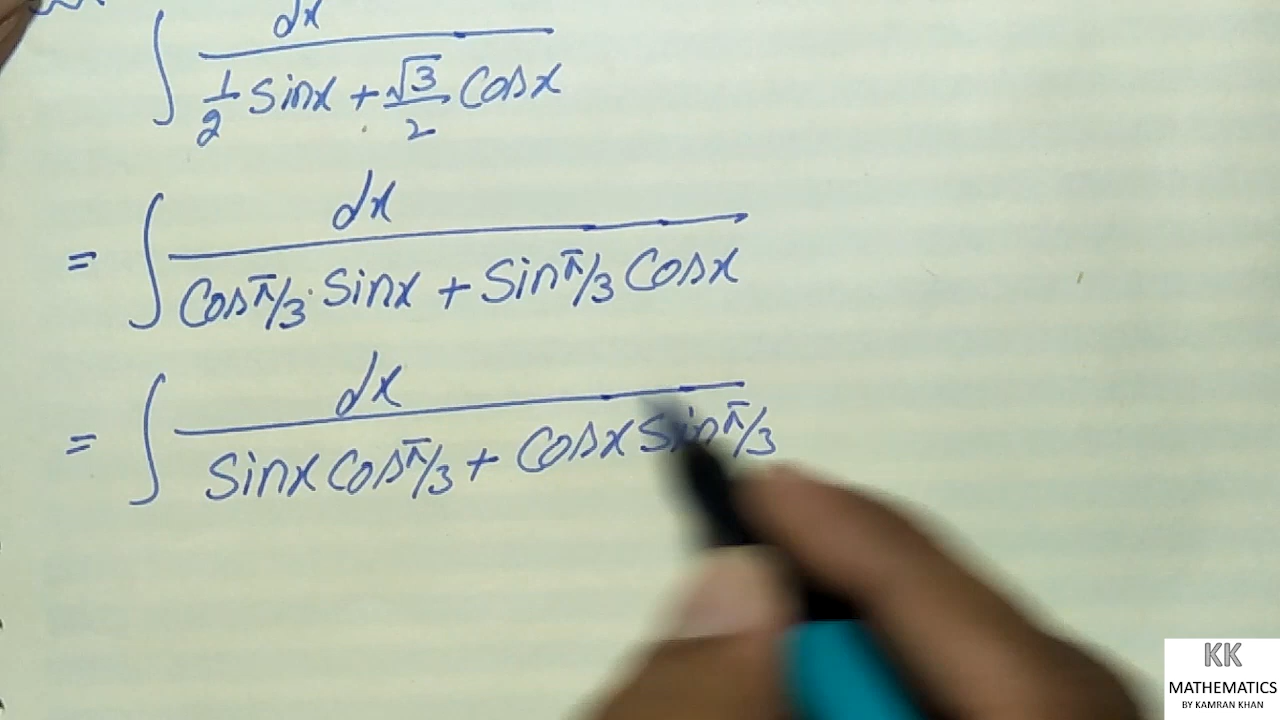 ∫ dx / (1/2 Sinx + √3/2 Cosx)
= ∫ dx / (Cosπ/3 · Sinx + Sinπ/3 Cosx)
= ∫ dx / (Sinx Cosπ/3 + Cosx Sinπ/3)
KK
MATHEMATICS
BY KAMRAN KHAN